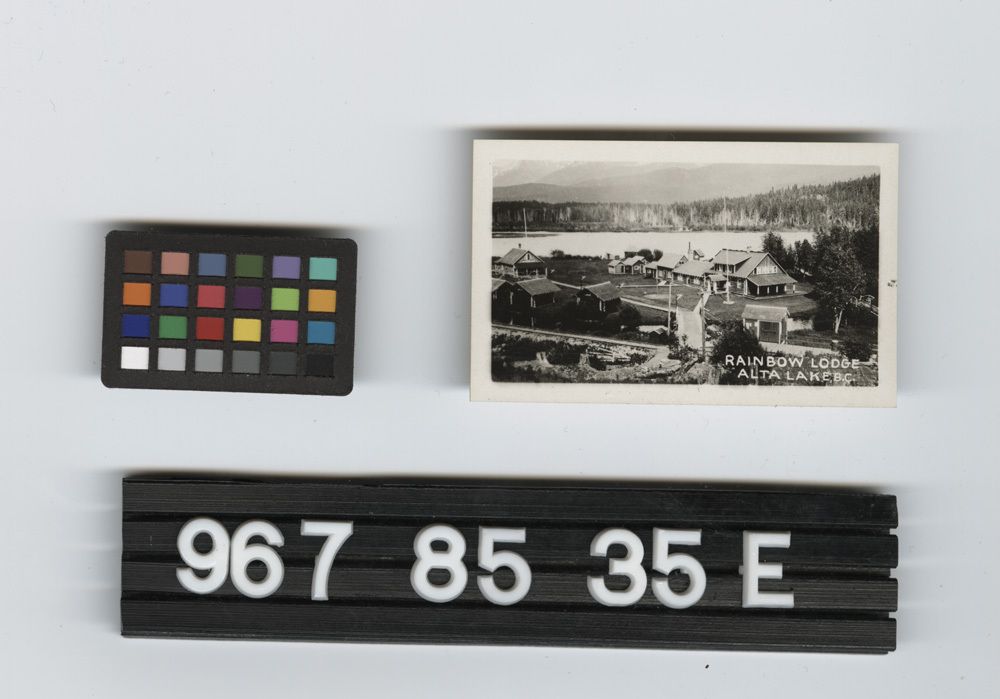 RAINBOW LODGE
ALTA LAKE B.C.
967 85 35 E